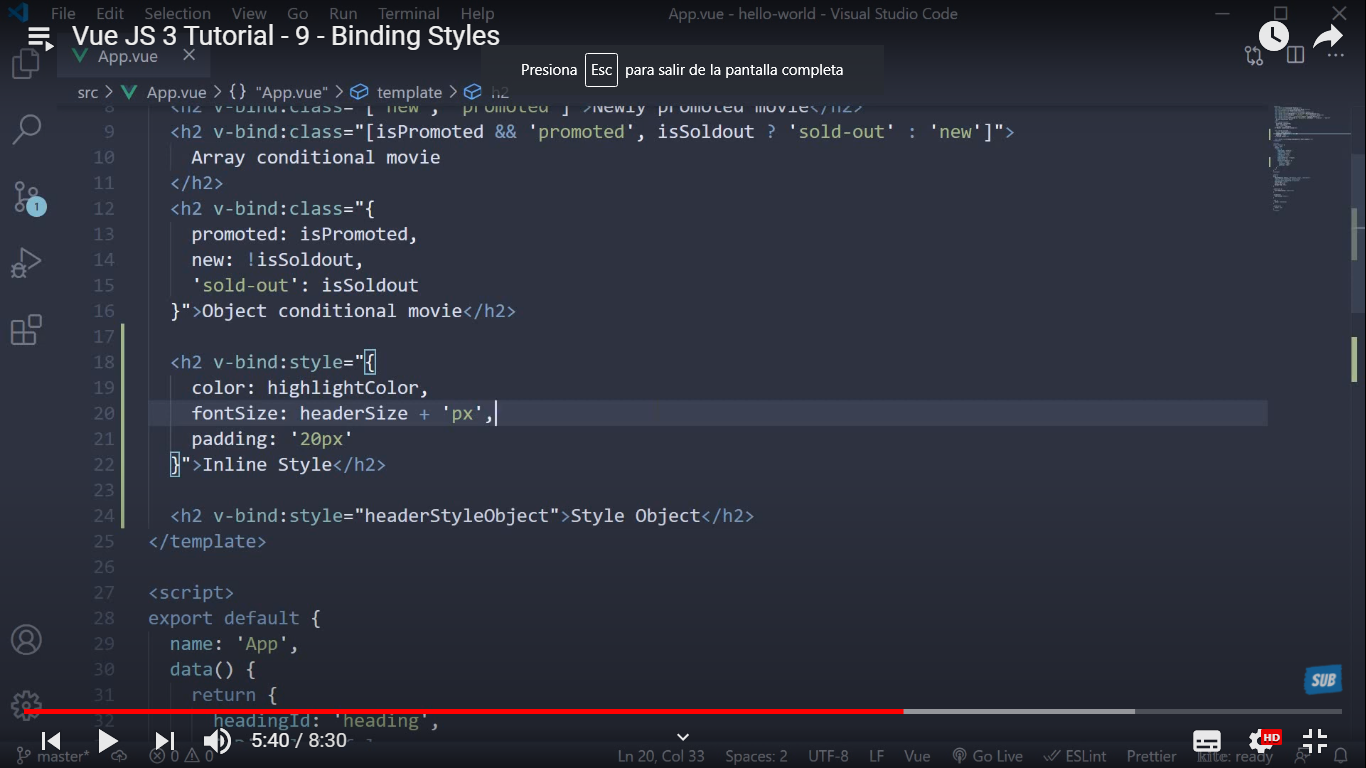 File Edit Selection View Go Run Terminal Help App.vue - hello-world - Visual Studio Code
Vue JS 3 Tutorial - 9 - Binding Styles
App.vue
Presiona Esc para salir de la pantalla completa
src > App.vue > {} "App.vue" > template > h2
8 <h2 v-bind:class="['new', 'promoted']">Newly promoted movie</h2>
9 <h2 v-bind:class="[isPromoted && 'promoted', isSoldout ? 'sold-out' : 'new']">
10 Array conditional movie
11 </h2>
12 <h2 v-bind:class="{
13 promoted: isPromoted,
14 new: !isSoldout,
15 'sold-out': isSoldout
16 }">Object conditional movie</h2>
17
18 <h2 v-bind:style="{
19 color: highlightColor,
20 fontSize: headerSize + 'px',
21 padding: '20px'
22 }">Inline Style</h2>
23
24 <h2 v-bind:style="headerStyleObject">Style Object</h2>
25 </template>
26
27 <script>
28 export default {
29 name: 'App',
30 data() {
31 return {
32 headingId: 'heading',
1
SUB
5:40 / 8:30
HD
master* 0 0 Ln 20, Col 33 Spaces: 2 UTF-8 LF Vue Go Live ESLint Prettier kite: ready